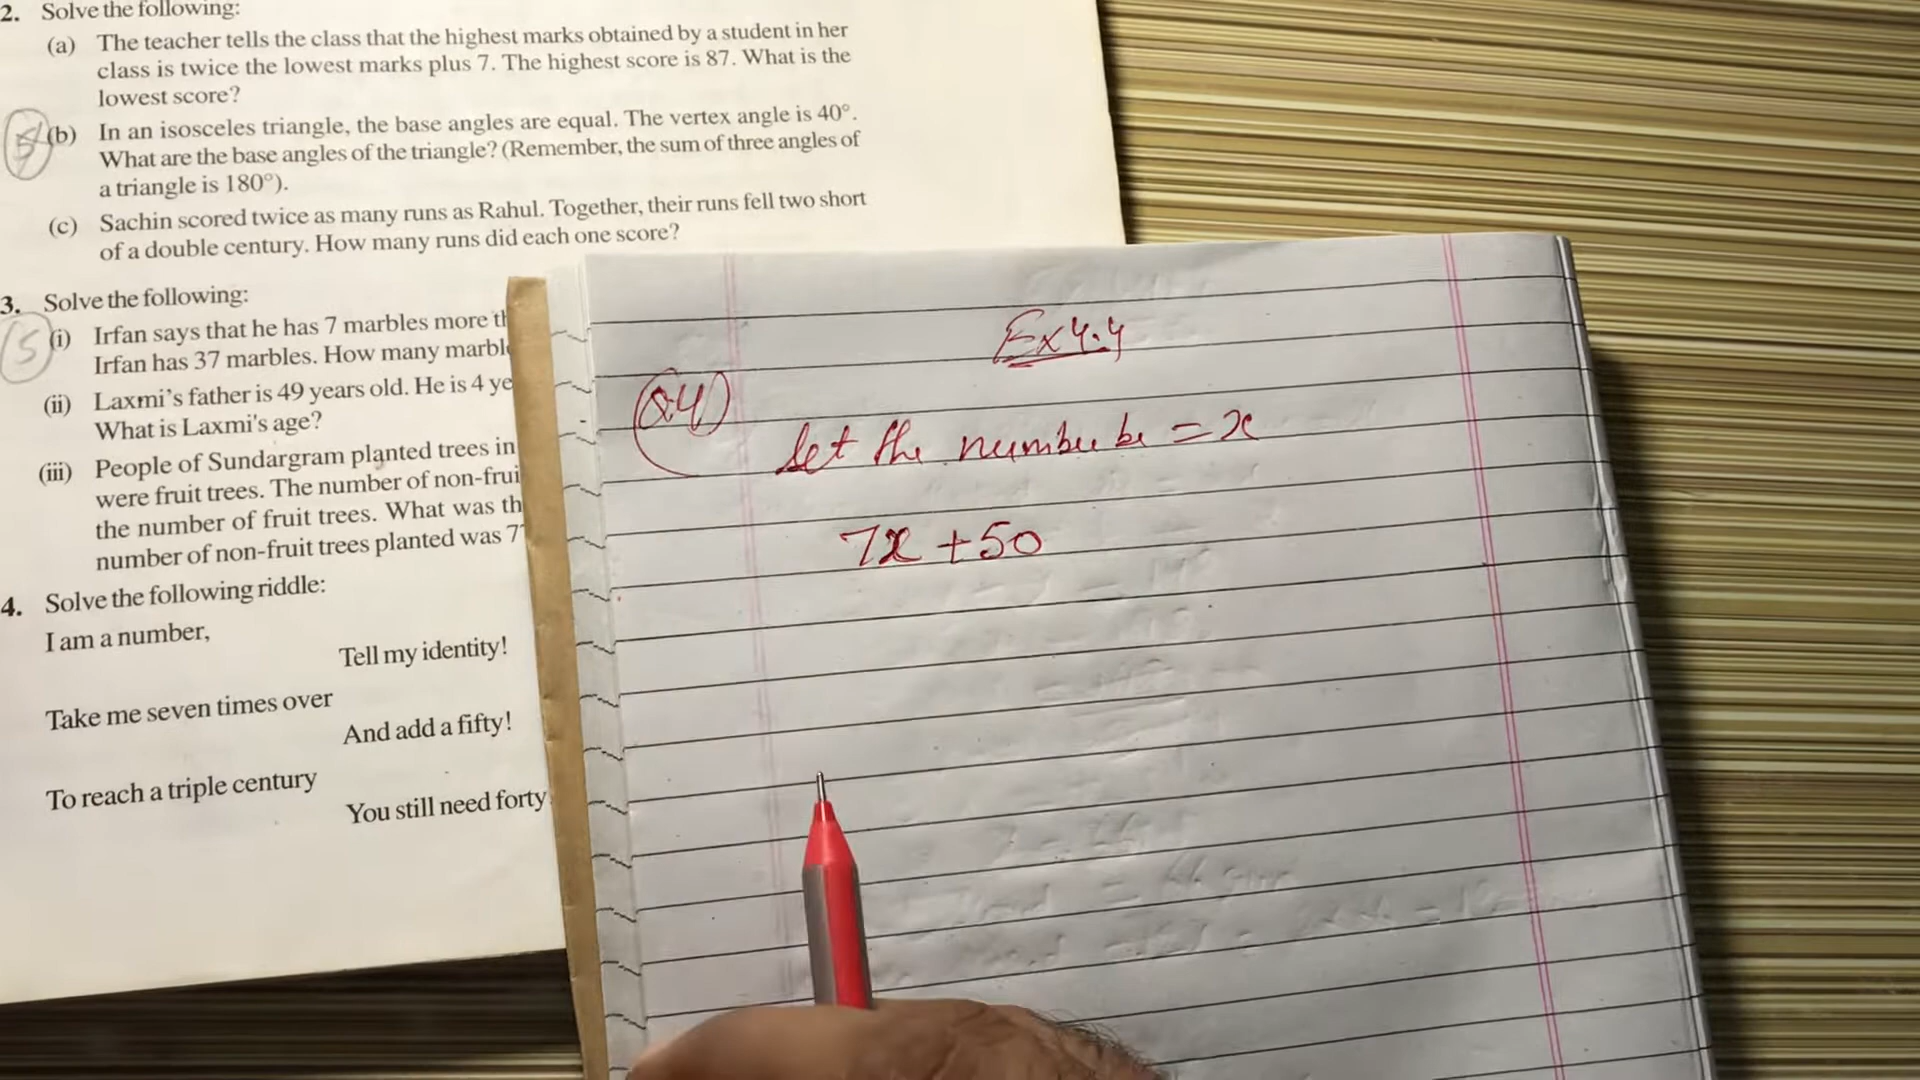 2. Solve the following:
(a) The teacher tells the class that the highest marks obtained by a student in her
class is twice the lowest marks plus 7. The highest score is 87. What is the
lowest score?
(b) In an isosceles triangle, the base angles are equal. The vertex angle is 40°.
What are the base angles of the triangle? (Remember, the sum of three angles of
a triangle is 180°).
(c) Sachin scored twice as many runs as Rahul. Together, their runs fell two short
of a double century. How many runs did each one score?
3. Solve the following:
(i) Irfan says that he has 7 marbles more
Irfan has 37 marbles. How many
(ii) Laxmi's father is 49 years old. He is 4
What is Laxmi's age?
(iii) People of Sundargram planted trees in
were fruit trees. The number of
the number of fruit trees. What was
number of non-fruit trees planted was
4. Solve the following riddle:
I am a number,
Tell my identity!
Take me seven times over
And add a fifty!
To reach a triple century
You still need forty
Ex 4.4
Q4)
let the number be = x
7x + 50